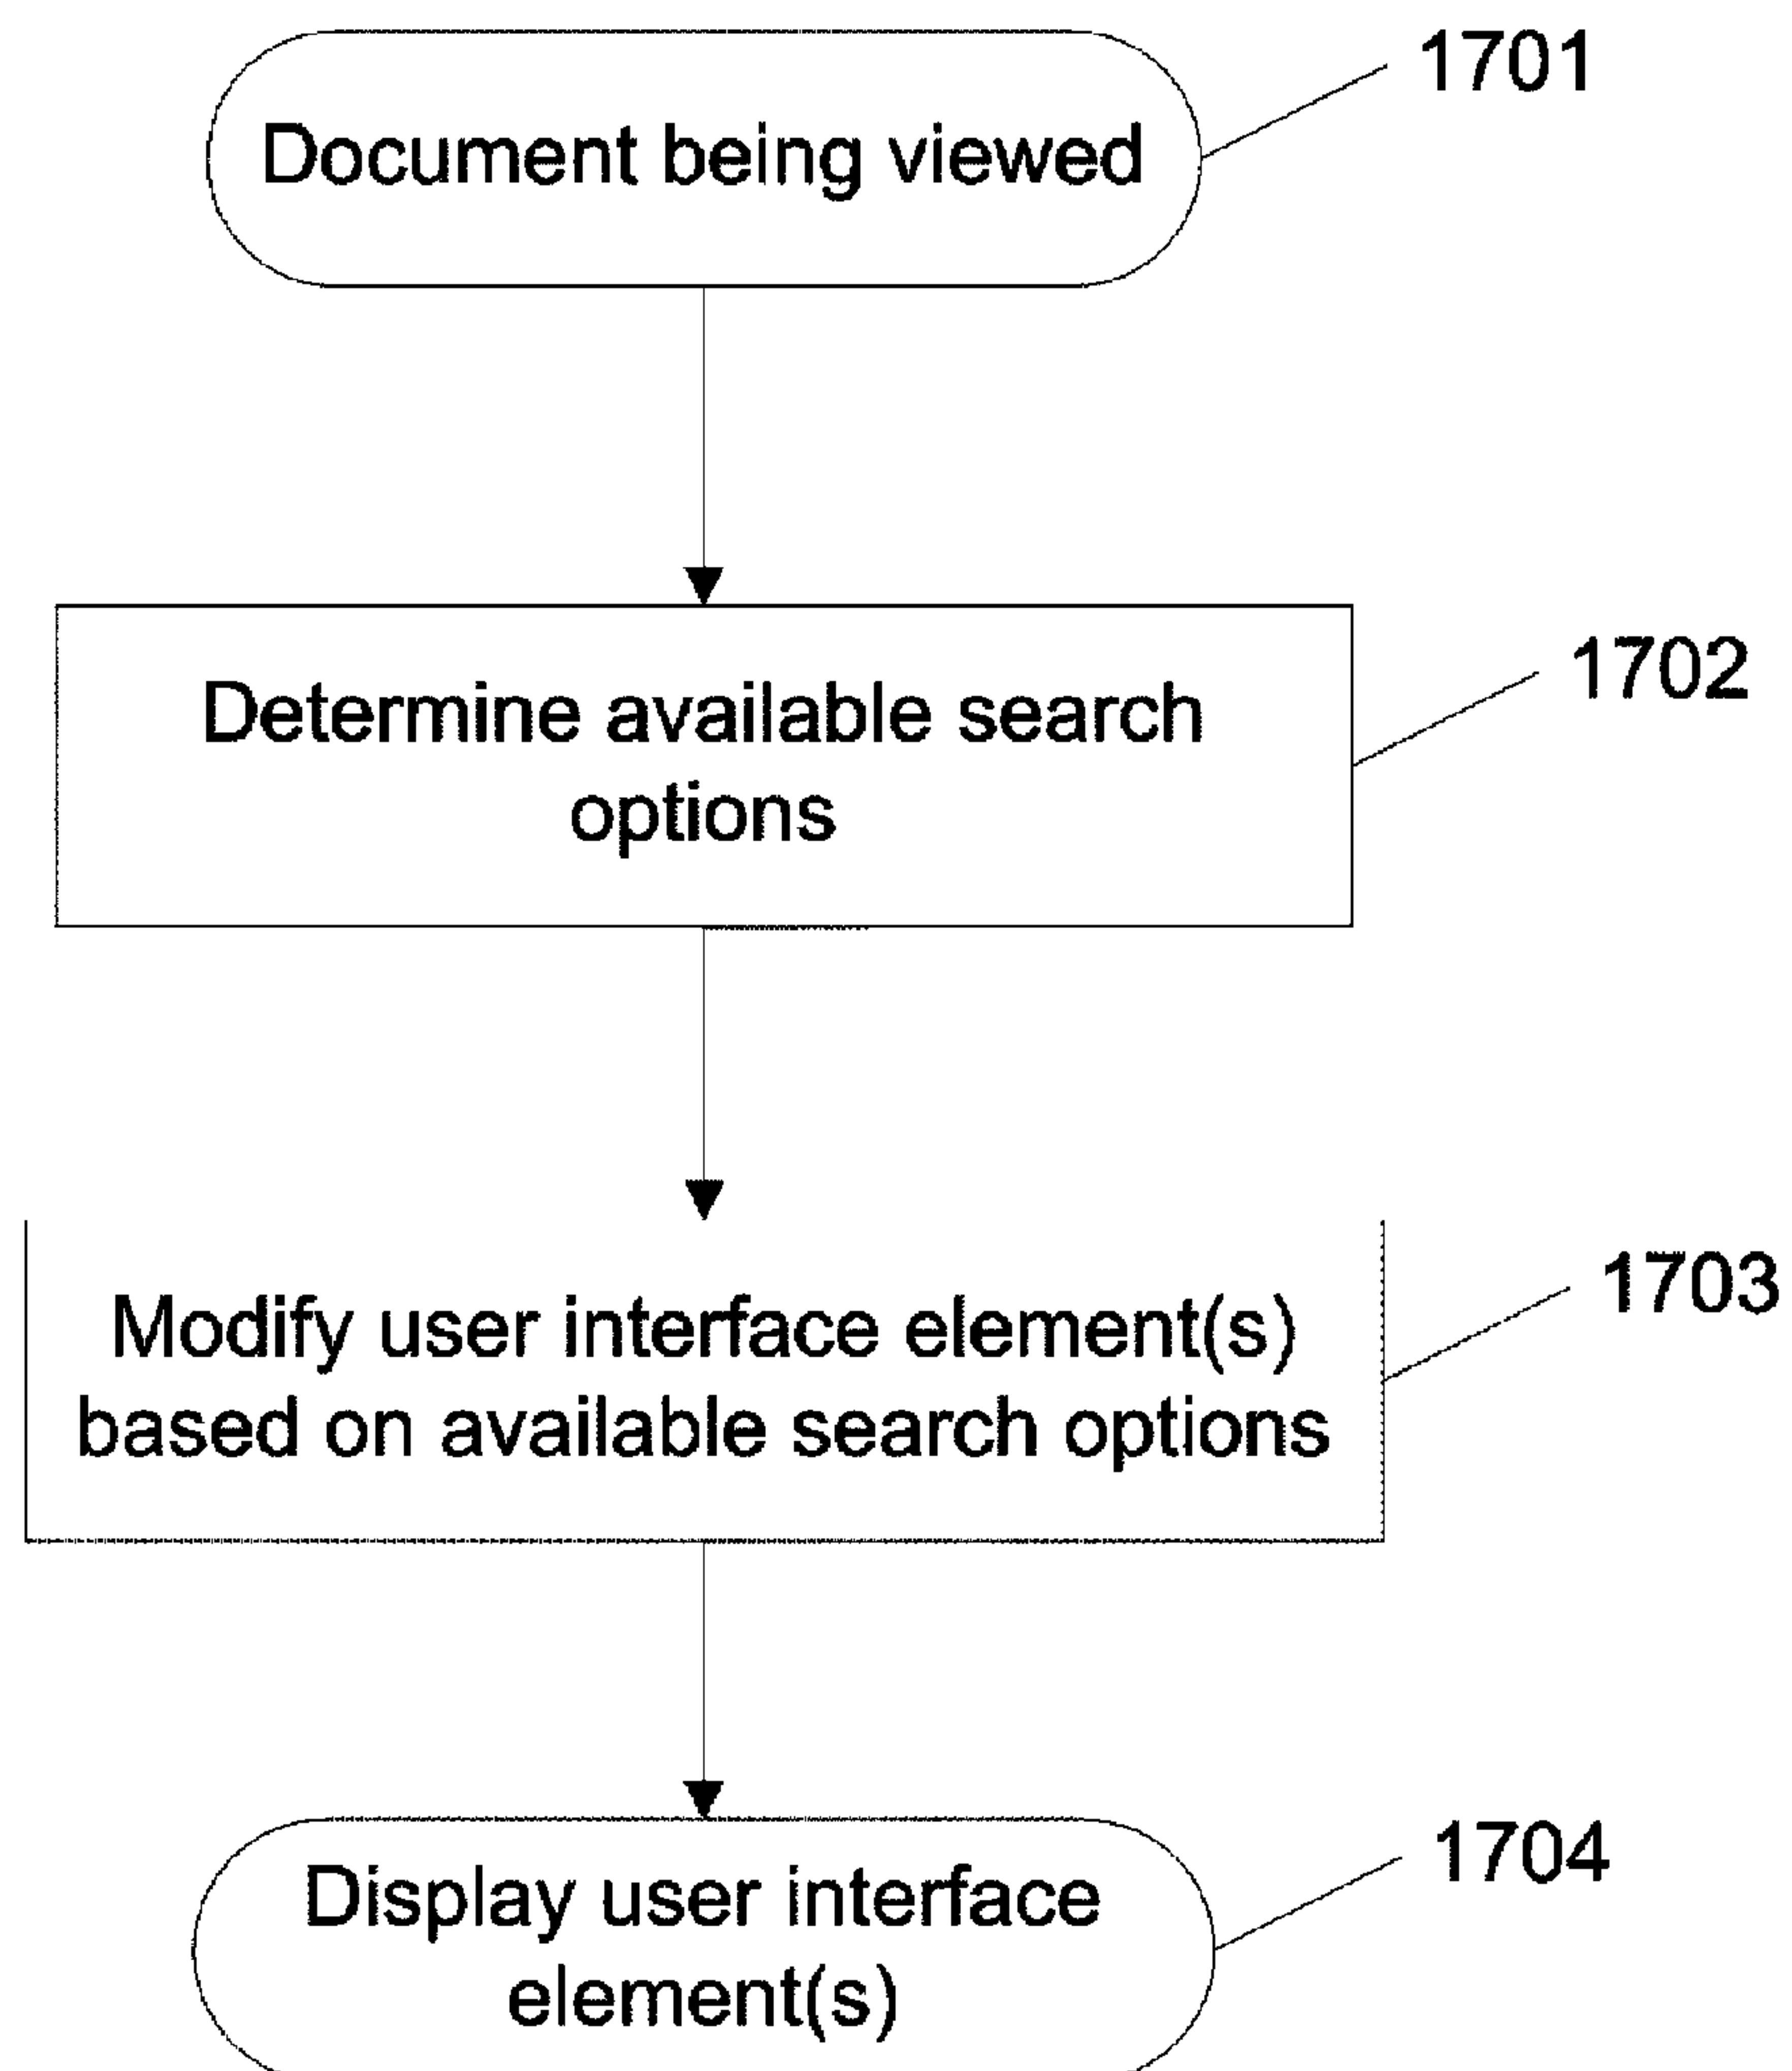 1701
Document being viewed
1702
Determine available search
options
1703
Modify user interface element(s)
based on available search options
1704
Display user interface
element(s)